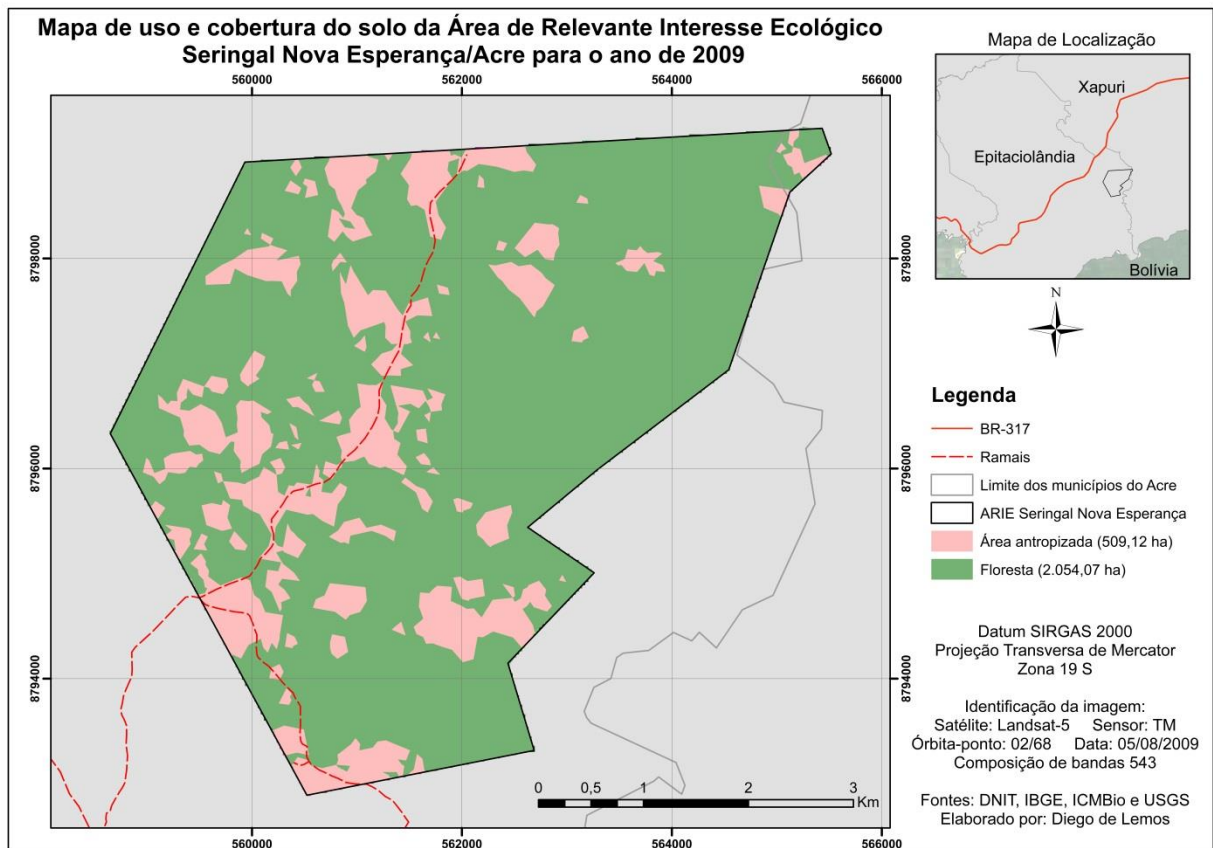 Mapa de uso e cobertura do solo da Área de Relevante Interesse Ecológico
Seringal Nova Esperança/Acre para o ano de 2009
560000
562000
564000
566000
8798000
8798000
8796000
8796000
8794000
8794000
560000
562000
564000
566000
0 0,5 1 2 3
Km
Mapa de Localização
Xapuri
Epitaciolândia
Bolívia
N
Legenda
BR-317
Ramais
Limite dos municípios do Acre
ARIE Seringal Nova Esperança
Área antropizada (509,12 ha)
Floresta (2.054,07 ha)
Datum SIRGAS 2000
Projeção Transversa de Mercator
Zona 19 S
Identificação da imagem:
Satélite: Landsat-5 Sensor: TM
Órbita-ponto: 02/68 Data: 05/08/2009
Composição de bandas 543
Fontes: DNIT, IBGE, ICMBio e USGS
Elaborado por: Diego de Lemos